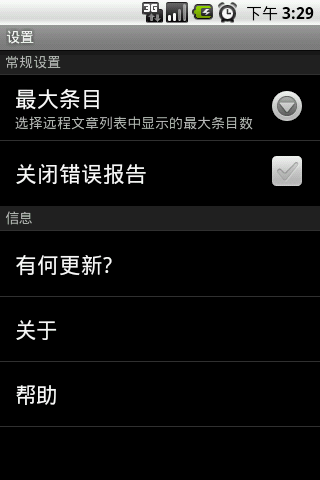 3G 下午 3:29
设置
常规设置
最大条目
选择远程文章列表中显示的最大条目数
关闭错误报告
信息
有何更新?
关于
帮助